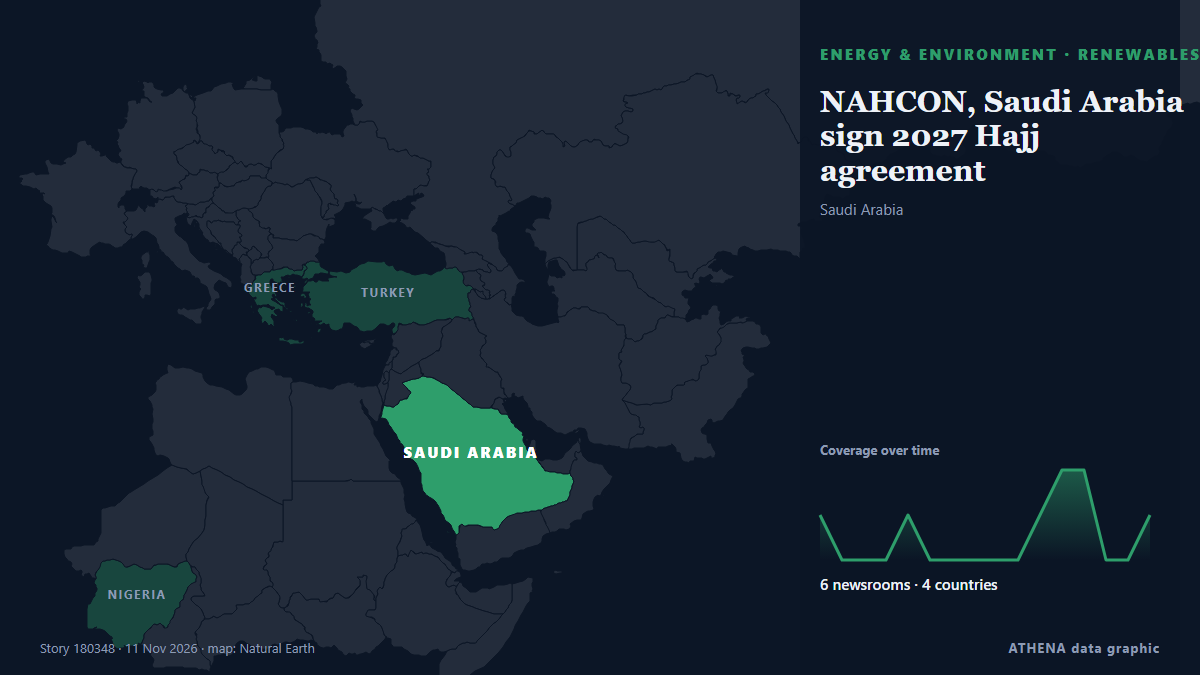 ENERGY & ENVIRONMENT · RENEWABLES
NAHCON, Saudi Arabia
sign 2027 Hajj
agreement
Saudi Arabia
GREECE
TURKEY
SAUDI ARABIA
NIGERIA
Coverage over time
6 newsrooms · 4 countries
Story 180348 · 11 Nov 2026 · map: Natural Earth
ATHENA data graphic